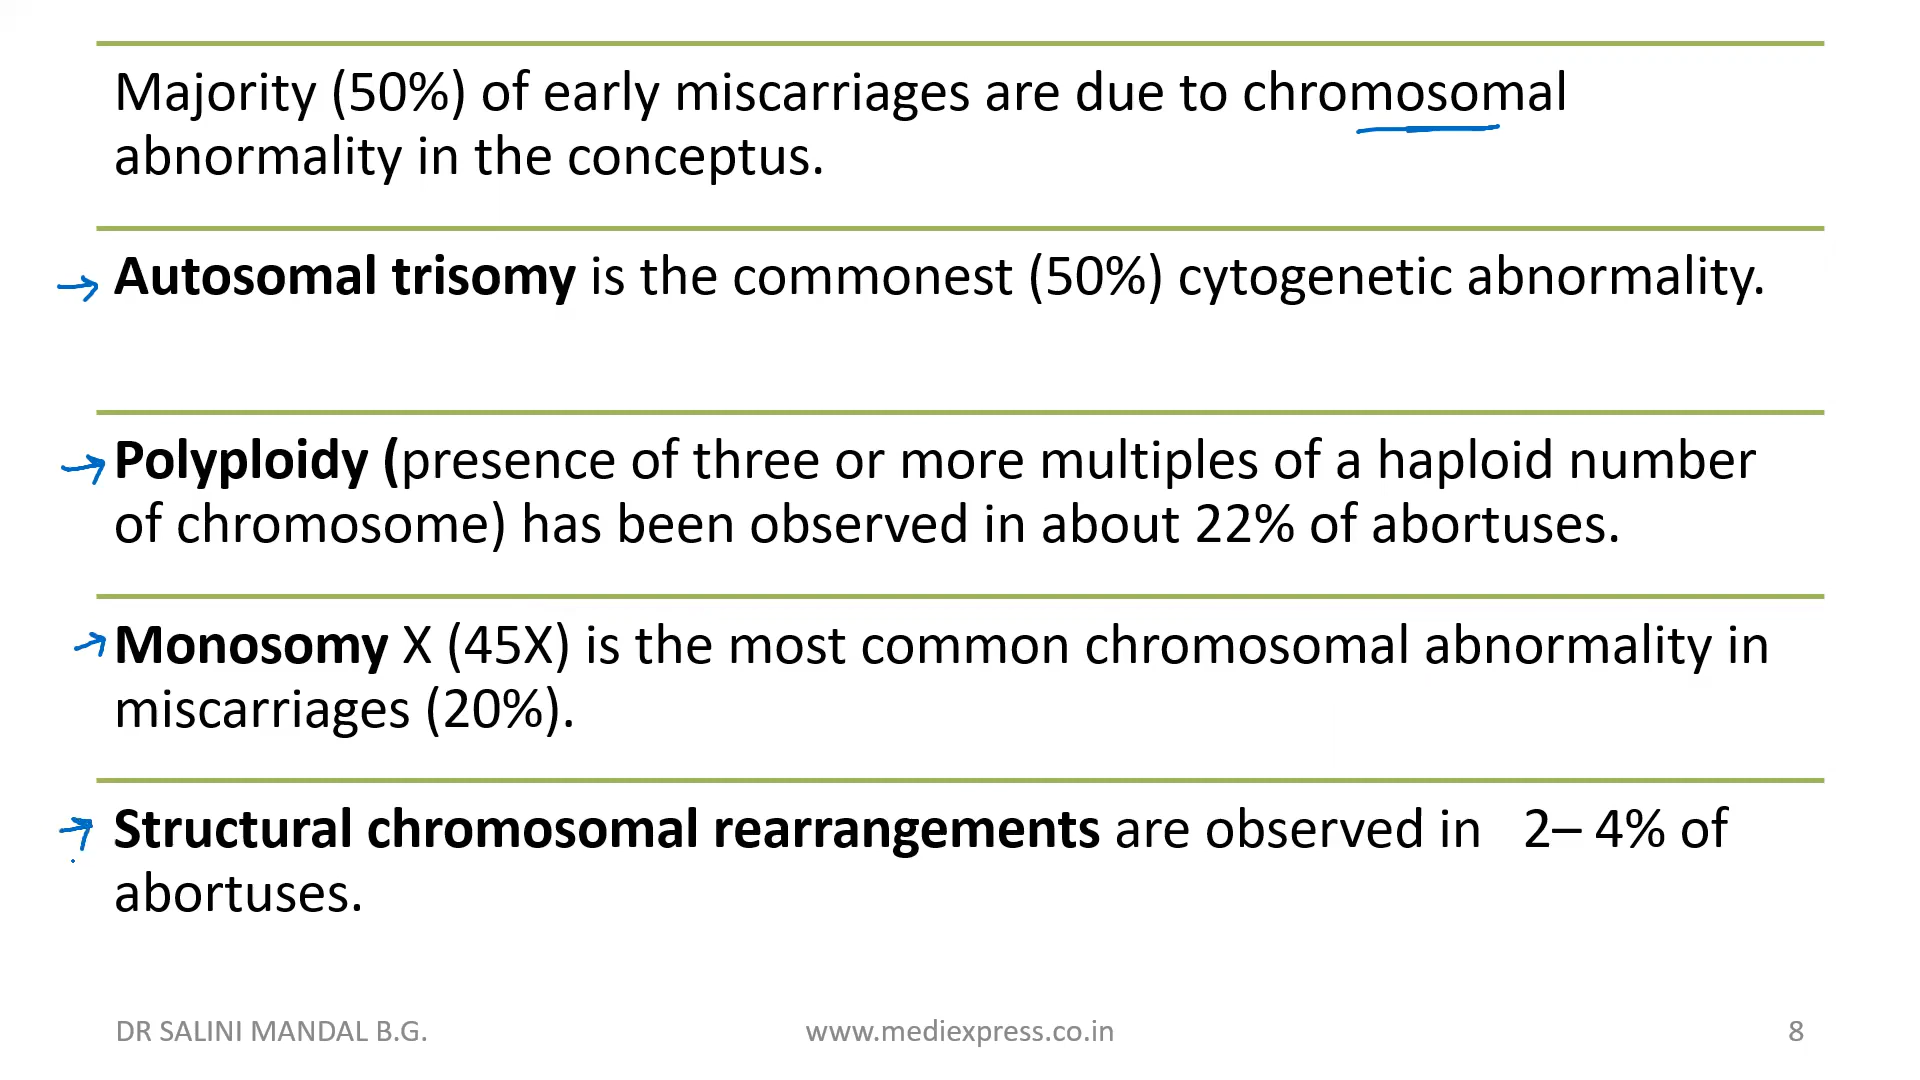 Majority (50%) of early miscarriages are due to chromosomal
abnormality in the conceptus.
Autosomal trisomy is the commonest (50%) cytogenetic abnormality.
Polyploidy (presence of three or more multiples of a haploid number
of chromosome) has been observed in about 22% of abortuses.
Monosomy X (45X) is the most common chromosomal abnormality in
miscarriages (20%).
Structural chromosomal rearrangements are observed in   2– 4% of
abortuses.
DR SALINI MANDAL B.G.
www.mediexpress.co.in
8